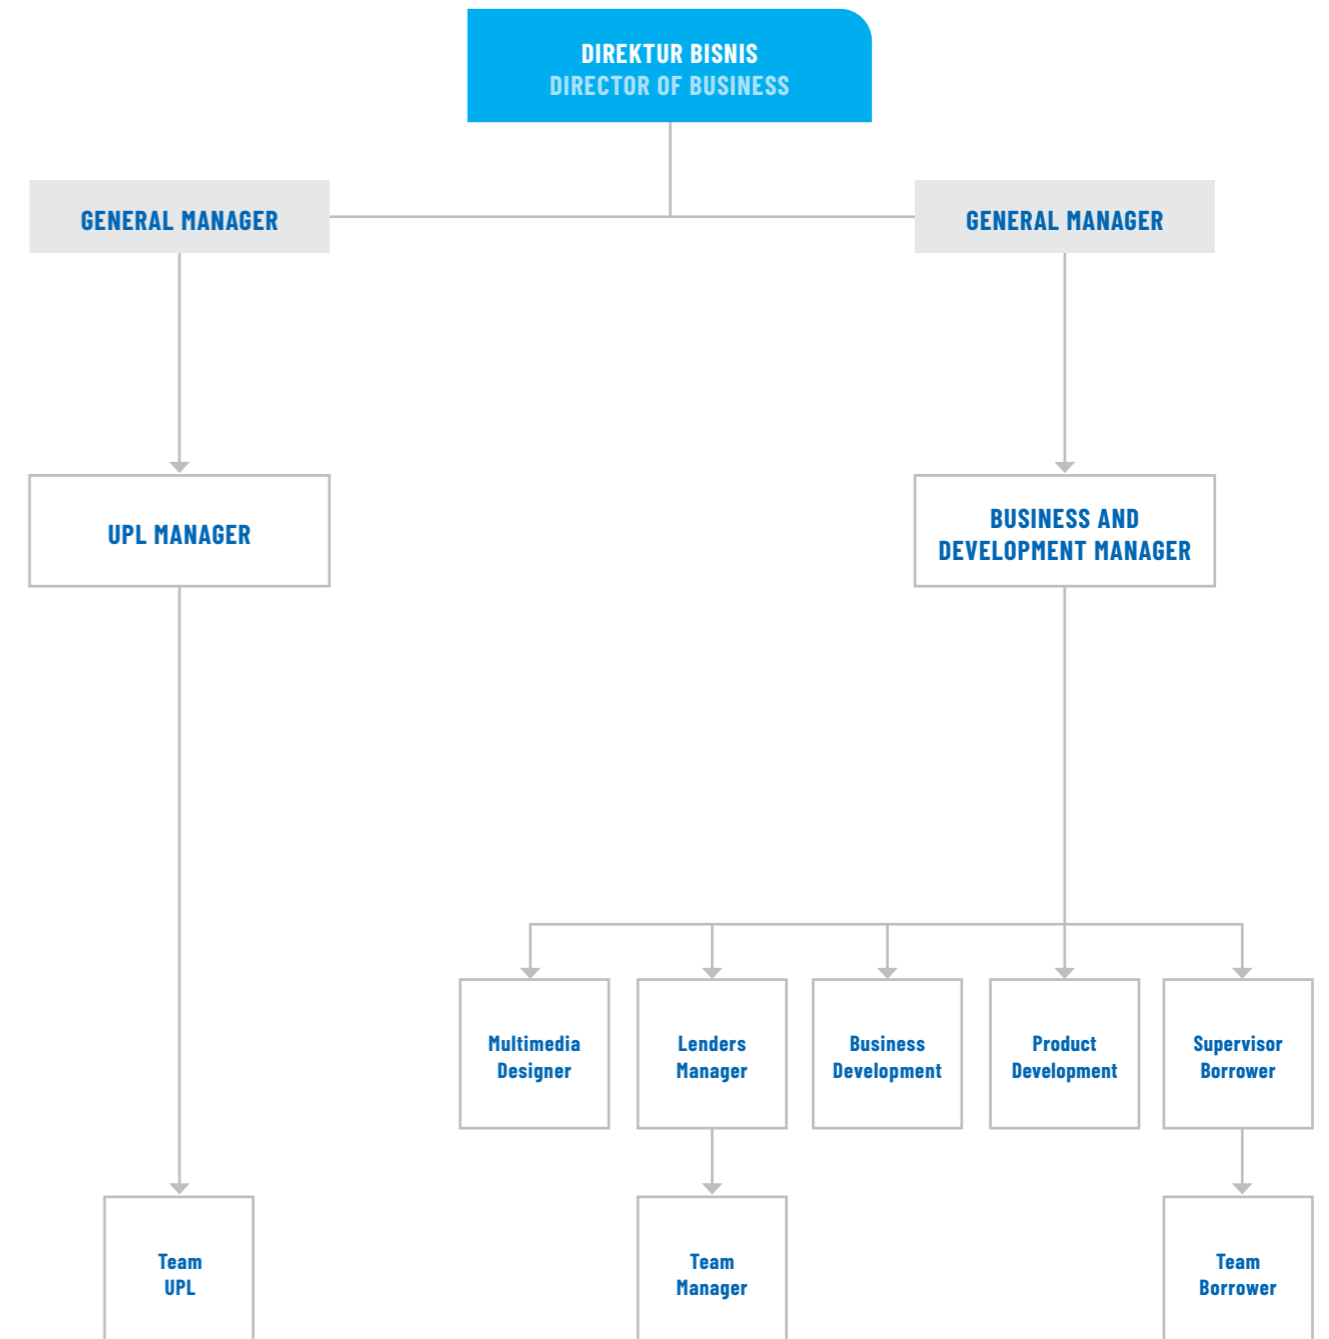 DIREKTUR BISNIS
DIRECTOR OF BUSINESS
GENERAL MANAGER
GENERAL MANAGER
UPL MANAGER
BUSINESS AND
DEVELOPMENT MANAGER
Multimedia
Designer
Lenders
Manager
Business
Development
Product
Development
Supervisor
Borrower
Team
UPL
Team
Manager
Team
Borrower